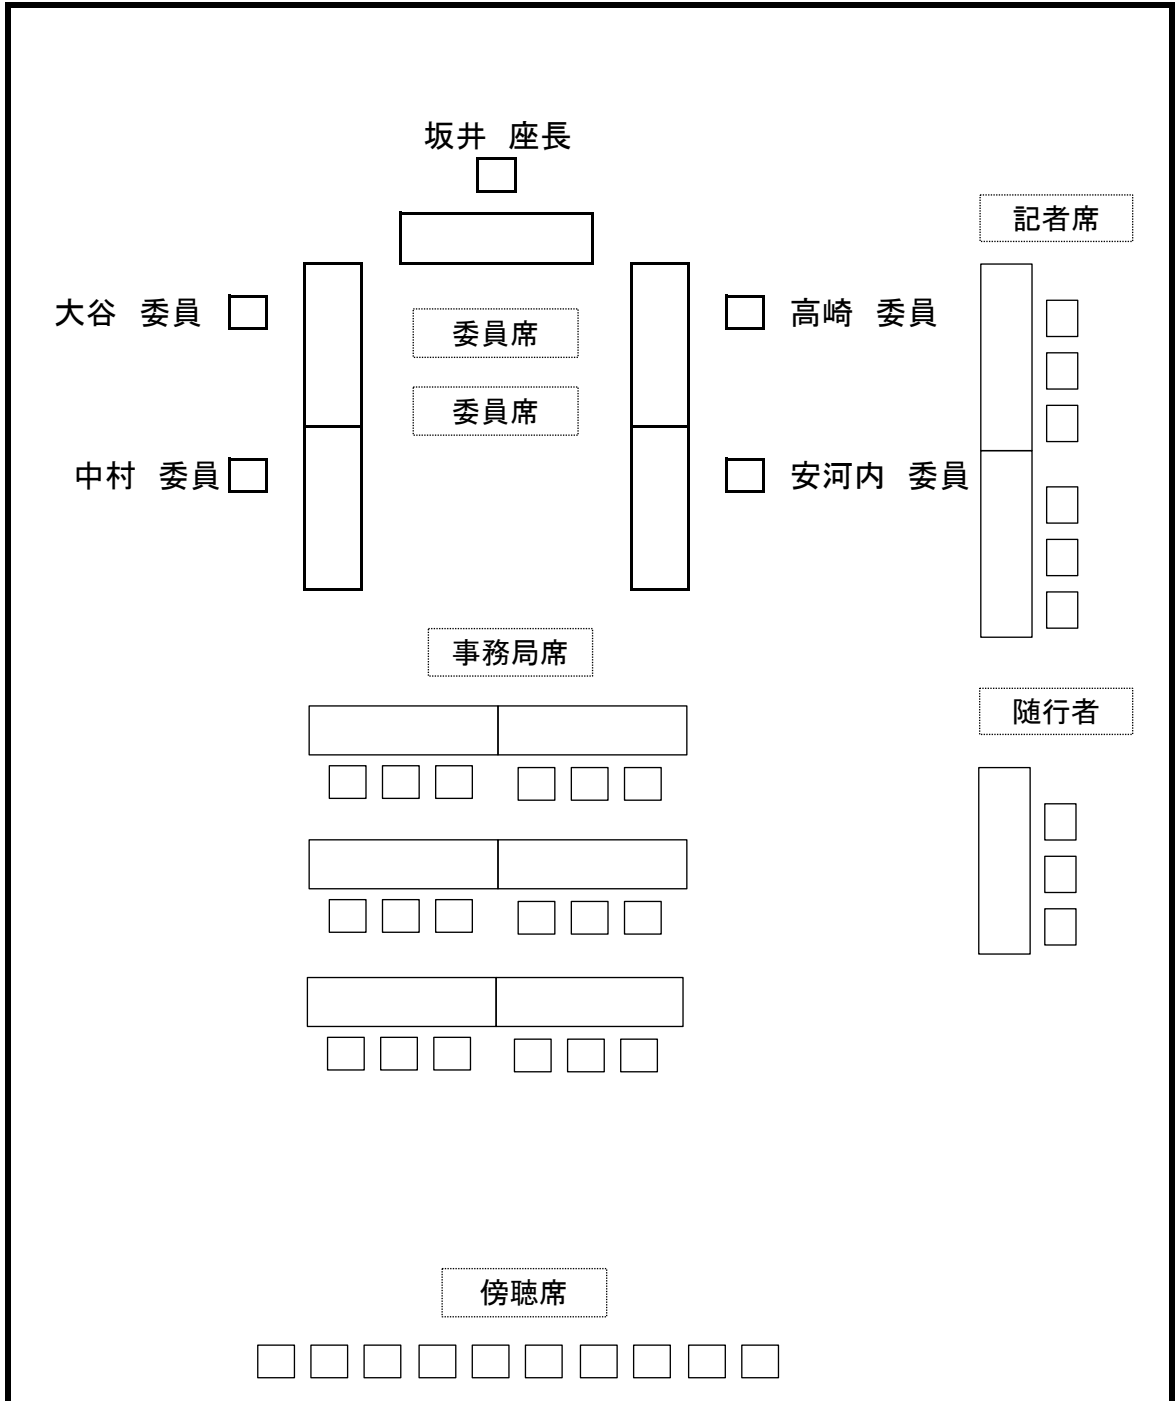 坂井　座長
記者席
大谷　委員
高崎　委員
委員席
委員席
中村　委員
安河内　委員
事務局席
随行者
傍聴席